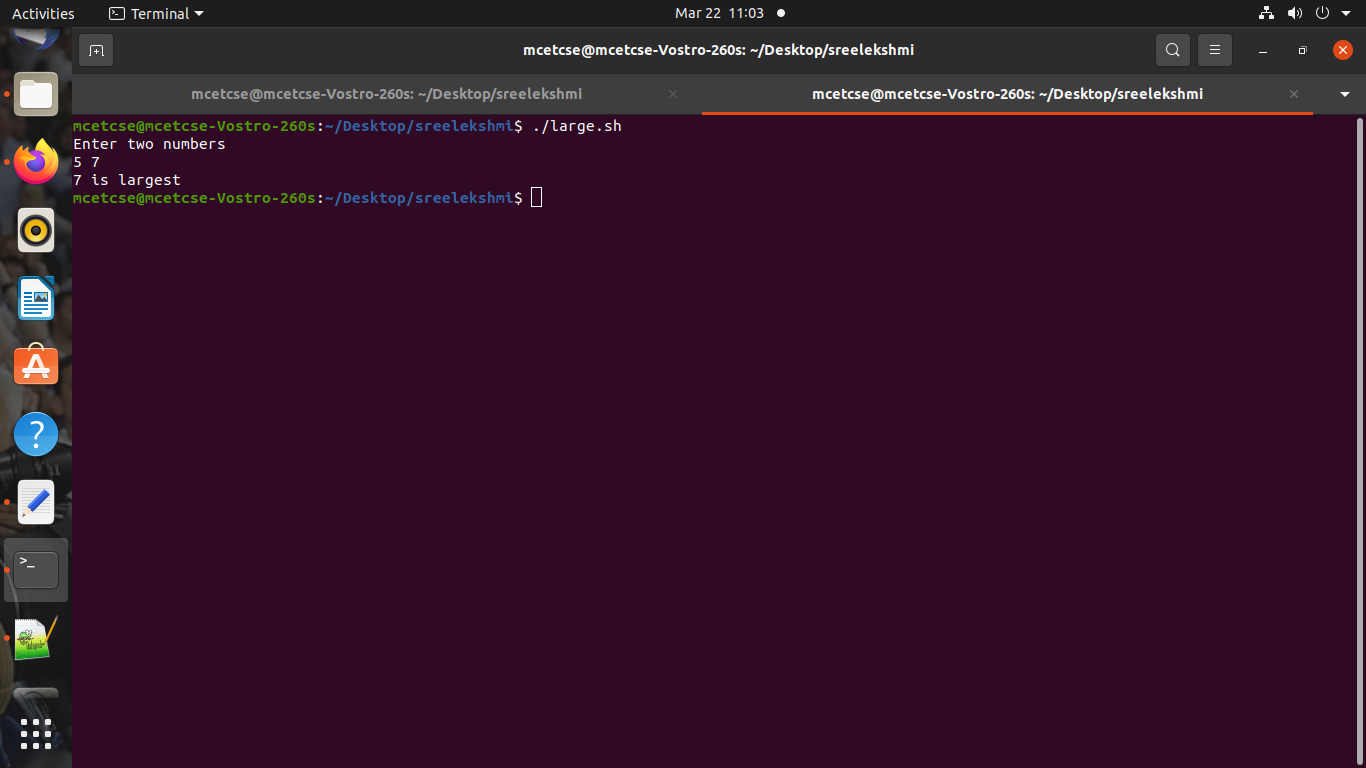 Activities
Terminal
Mar 22 11:03
mcetcse@mcetcse-Vostro-260s: ~/Desktop/sreelekshmi
mcetcse@mcetcse-Vostro-260s: ~/Desktop/sreelekshmi
mcetcse@mcetcse-Vostro-260s: ~/Desktop/sreelekshmi
mcetcse@mcetcse-Vostro-260s:~/Desktop/sreelekshmi$ ./large.sh
Enter two numbers
5 7
7 is largest
mcetcse@mcetcse-Vostro-260s:~/Desktop/sreelekshmi$